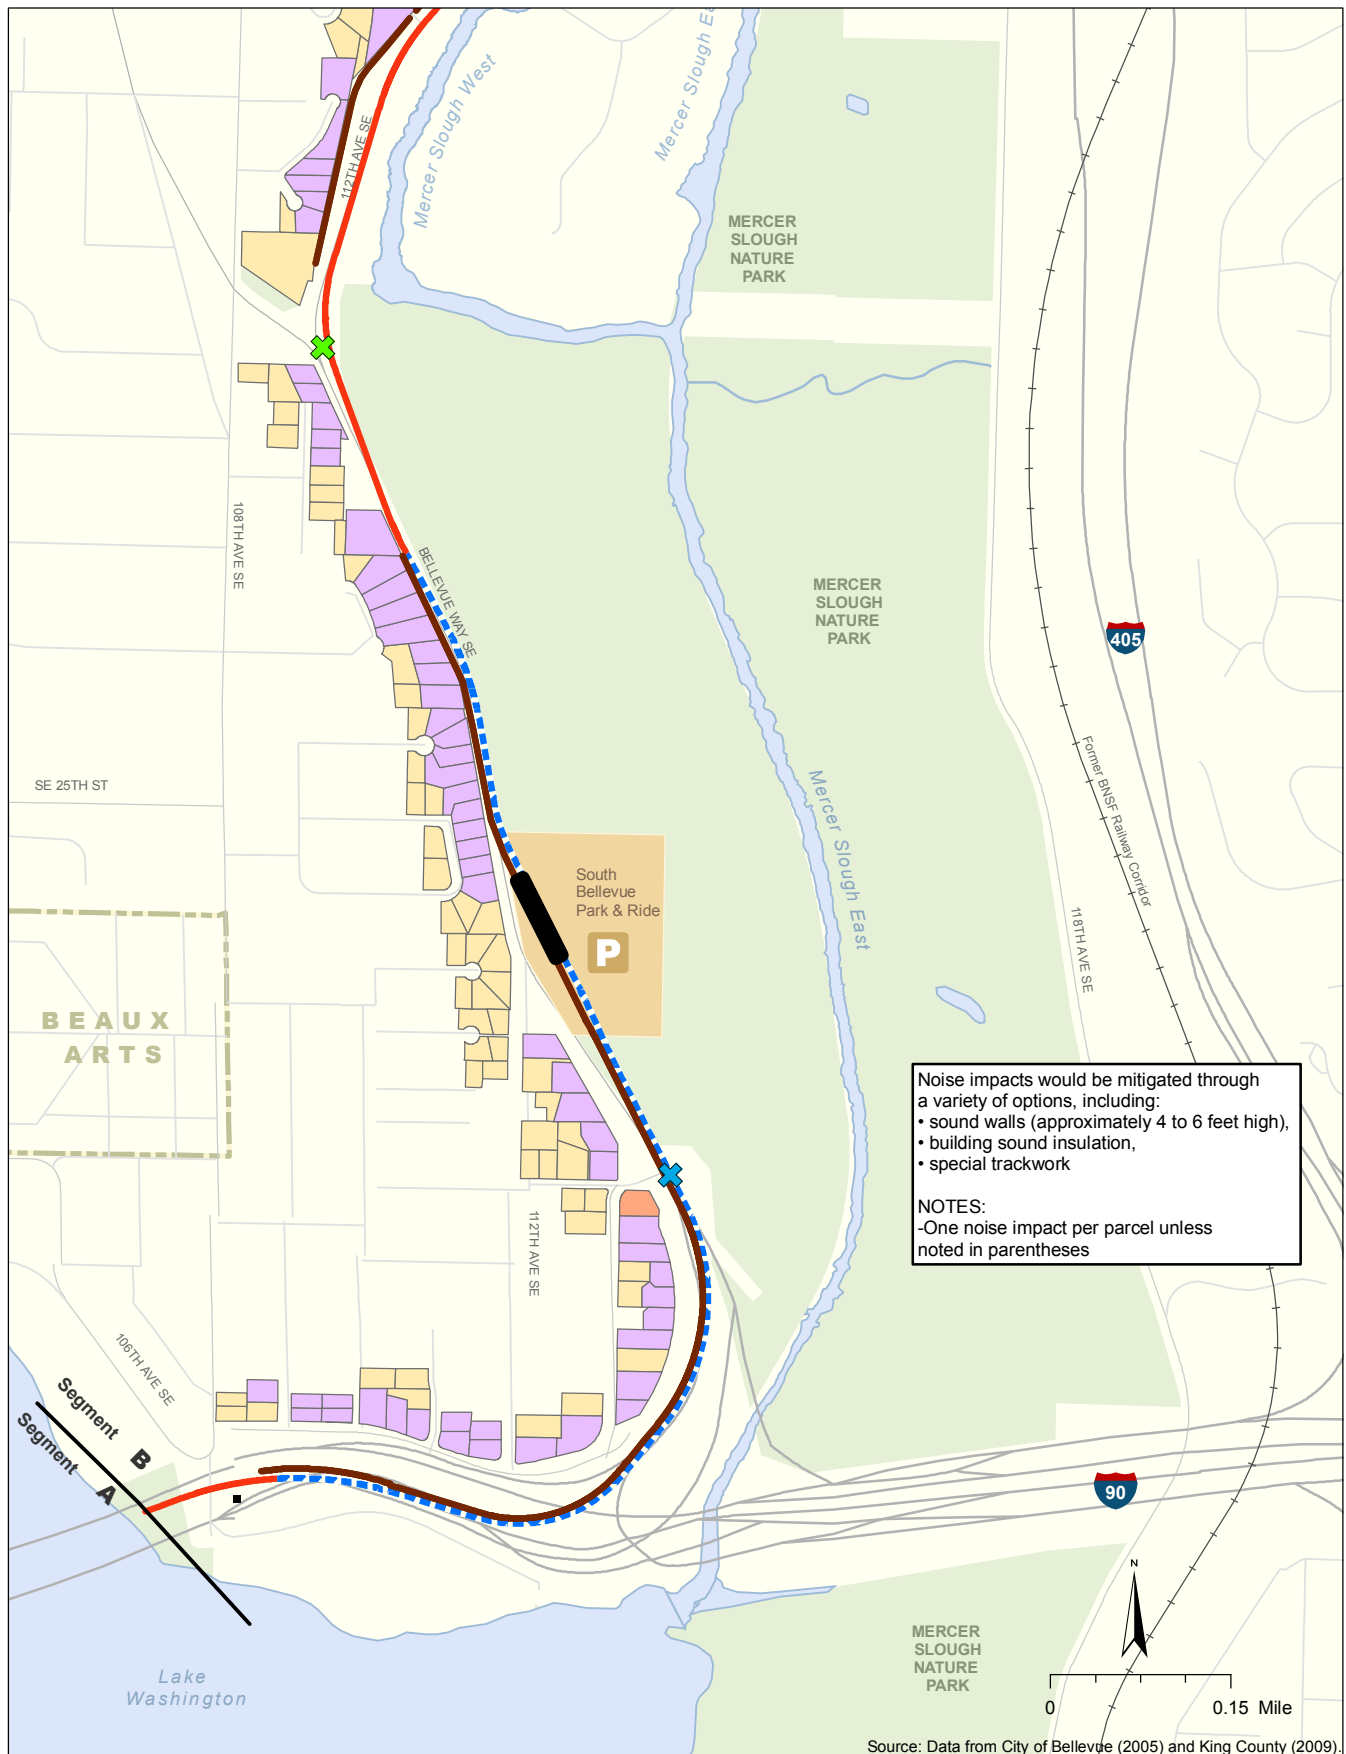 Mercer Slough West
Mercer Slough Ea
112TH AVE SE
MERCER
SLOUGH
NATURE
PARK
108TH AVE SE
BELLEVUE WAY SE
MERCER
SLOUGH
NATURE
PARK
405
Former BNSF Railway Corridor
SE 25TH ST
Mercer Slough East
South
Bellevue
Park & Ride
P
118TH AVE SE
BEAUX
ARTS
Noise impacts would be mitigated through
a variety of options, including:
• sound walls (approximately 4 to 6 feet high),
• building sound insulation,
• special trackwork
NOTES:
-One noise impact per parcel unless
noted in parentheses
112TH AVE SE
106TH AVE SE
Segment B
Segment A
90
N
MERCER
SLOUGH
NATURE
PARK
Lake
Washington
0 0.15 Mile
Source: Data from City of Bellevue (2005) and King County (2009).